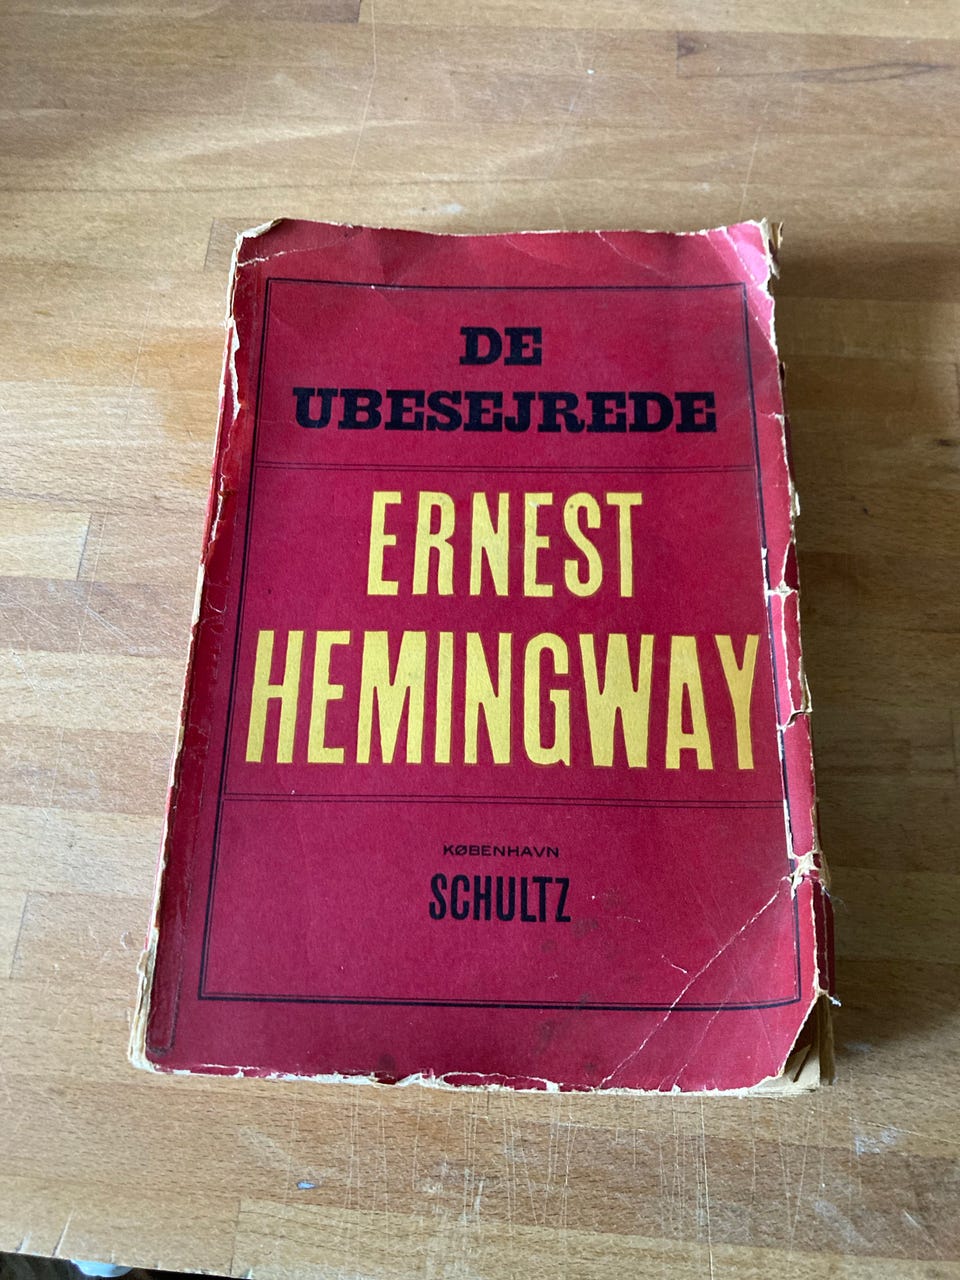 DE
UBESEJREDE
ERNEST
HEMINGWAY
KØBENHAVN
SCHULTZ